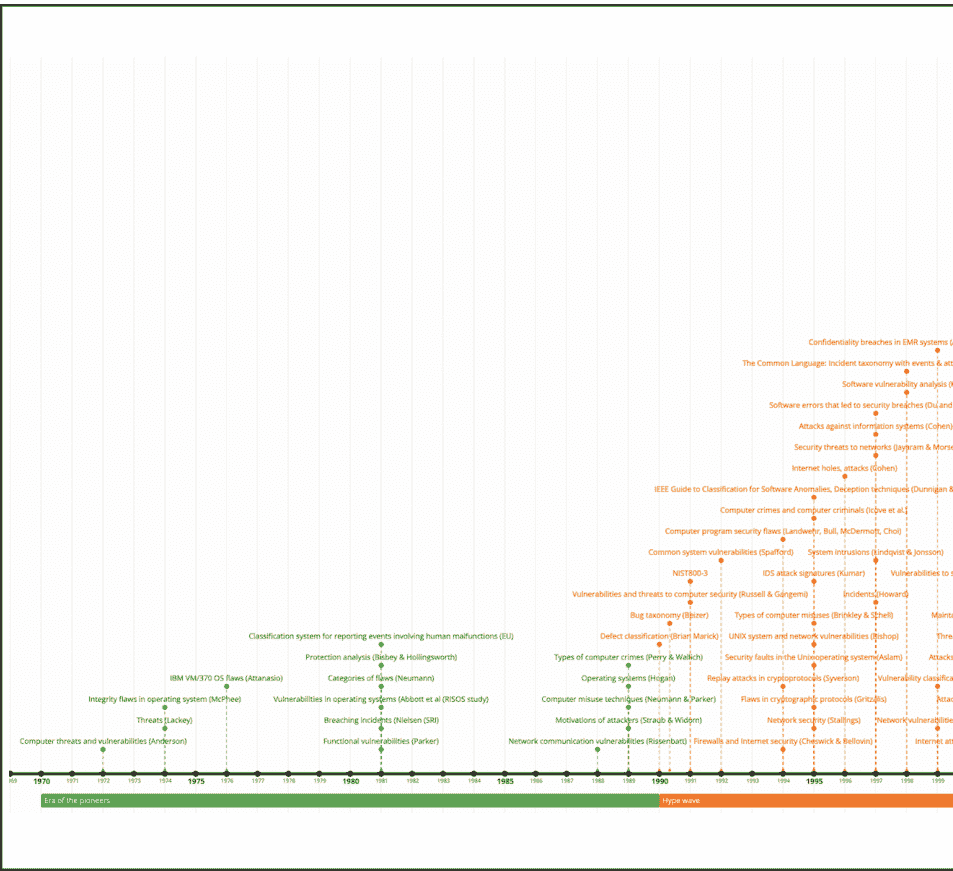 Confidentiality breaches in EMR systems (
The Common Language: Incident taxonomy with events & att
Software vulnerability analysis (
Software errors that led to security breaches (Du and
Attacks against information systems (Cohen)
Security threats to networks (Jayaram & Morse
Internet holes, attacks (Cohen)
IEEE Guide to Classification for Software Anomalies, Deception techniques (Dunnigan &
Computer crimes and computer criminals (Icove et al.)
Computer program security flaws (Landwehr, Bull, McDermott, Choi)
Common system vulnerabilities (Spafford) System intrusions (Lindqvist & Jonsson)
NIST800-3 IDS attack signatures (Kumar) Vulnerabilities to s
Vulnerabilities and threats to computer security (Russell & Gangemi) Incidents (Howard)
Bug taxonomy (Beizer) Types of computer misuses (Brinkley & Schell) Mainta
Classification system for reporting events involving human malfunctions (EU) Defect classification (Brian Marick) UNIX system and network vulnerabilities (Bishop) Thre
Protection analysis (Bisbey & Hollingsworth) Types of computer crimes (Perry & Wallich) Security faults in the Unix operating system (Aslam) Attacks
IBM VM/370 OS flaws (Attanasio) Categories of flaws (Neumann) Operating systems (Hogan) Replay attacks in cryptoprotocols (Syverson) Vulnerability classifica
Integrity flaws in operating system (McPhee) Vulnerabilities in operating systems (Abbott et al (RISOS study) Computer misuse techniques (Neumann & Parker) Flaws in cryptographic protocols (Gritzalis) Attac
Threats (Lackey) Breaching Incidents (Nielsen (SRI) Motivations of attackers (Straub & Widom) Network security (Stallings) Network vulnerabilitie
Computer threats and vulnerabilities (Anderson) Functional vulnerabilities (Parker) Network communication vulnerabilities (Rissenbatt) Firewalls and Internet security (Cheswick & Bellovin) Internet att
69 1970 1971 1972 1973 1974 1975 1976 1977 1978 1979 1980 1981 1982 1983 1984 1985 1986 1987 1988 1989 1990 1991 1992 1993 1994 1995 1996 1997 1998 1999
Era of the pioneers Hype wave